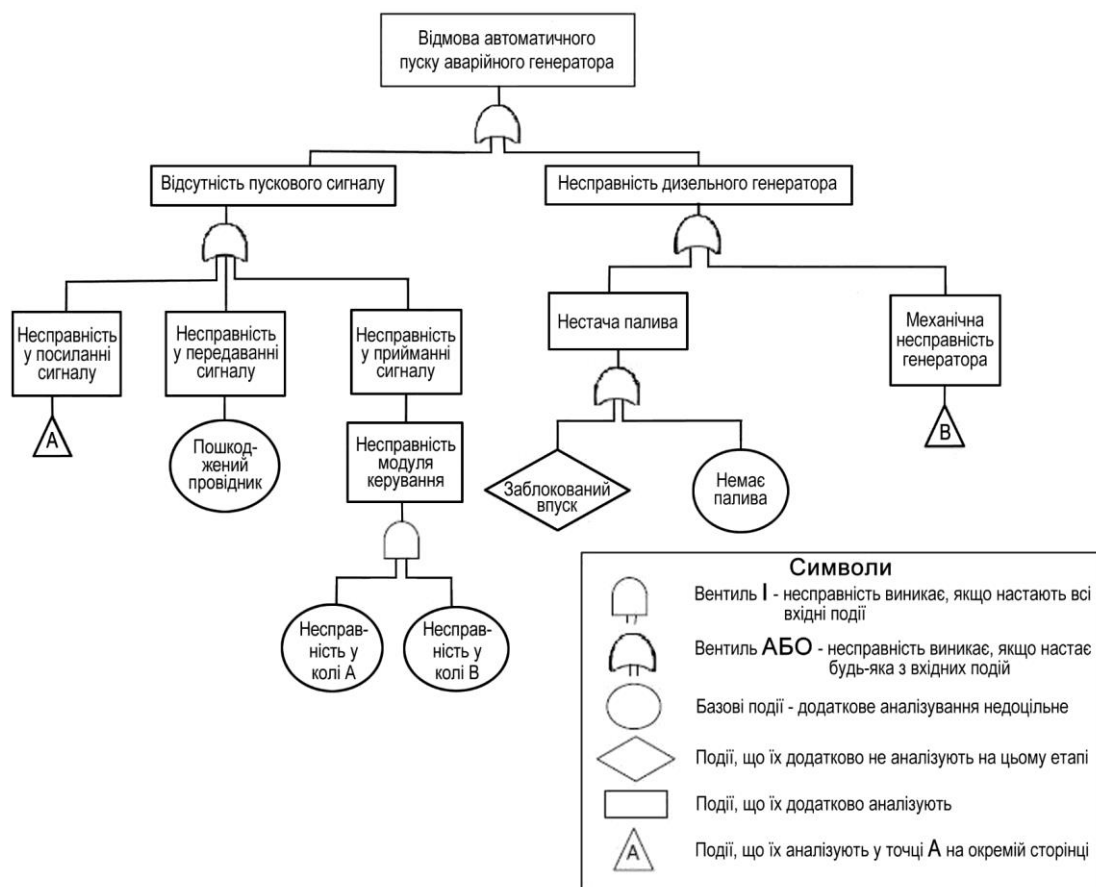 Відмова автоматичного
пуску аварійного генератора
Відсутність пускового сигналу
Несправність дизельного генератора
Несправність
у посиланні
сигналу
Несправність
у передаванні
сигналу
Несправність
у прийманні
сигналу
Нестача палива
Механічна
несправність
генератора
А
Пошкод-
жений
провідник
Несправність
модуля
керування
Заблокований
впуск
Немає
палива
В
Несправ-
ність у
колі А
Несправ-
ність у
колі В
Символи
Вентиль І - несправність виникає, якщо настають всі
вхідні події
Вентиль АБО - несправність виникає, якщо настає
будь-яка з вхідних подій
Базові події - додаткове аналізування недоцільне
Події, що їх додатково не аналізують на цьому етапі
Події, що їх додатково аналізують
А
Події, що їх аналізують у точці А на окремій сторінці